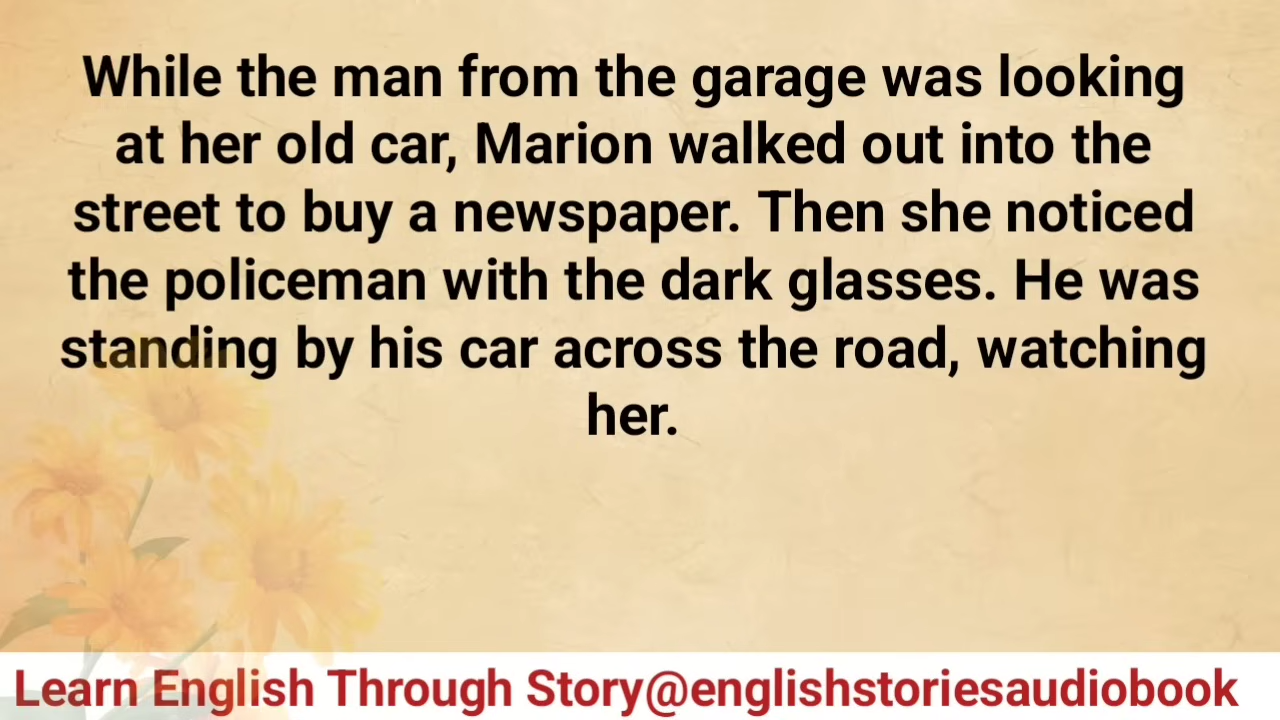 While the man from the garage was looking
at her old car, Marion walked out into the
street to buy a newspaper. Then she noticed
the policeman with the dark glasses. He was
standing by his car across the road, watching
her.
Learn English Through Story@englishstoriesaudiobook